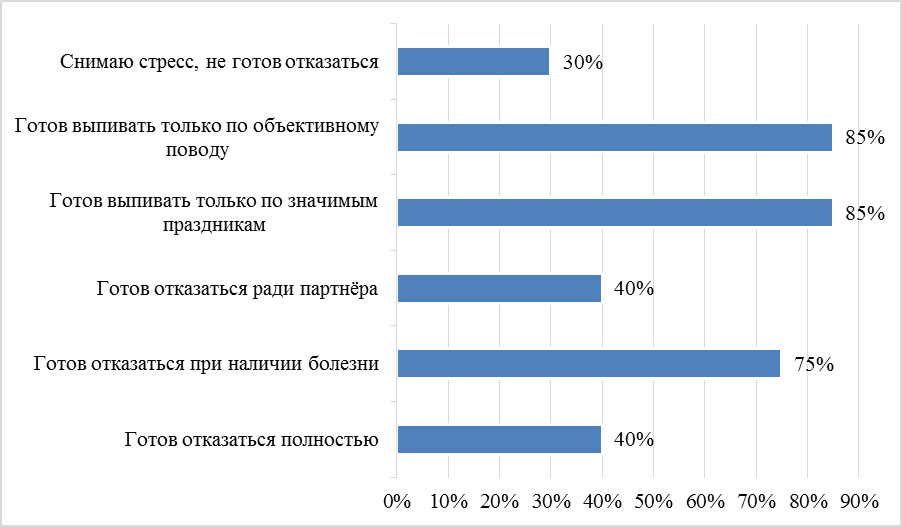 Снимаю стресс, не готов отказаться
30%
Готов выпивать только по объективному
поводу
85%
Готов выпивать только по значимым
праздникам
85%
Готов отказаться ради партнёра
40%
Готов отказаться при наличии болезни
75%
Готов отказаться полностью
40%
0% 10% 20% 30% 40% 50% 60% 70% 80% 90%